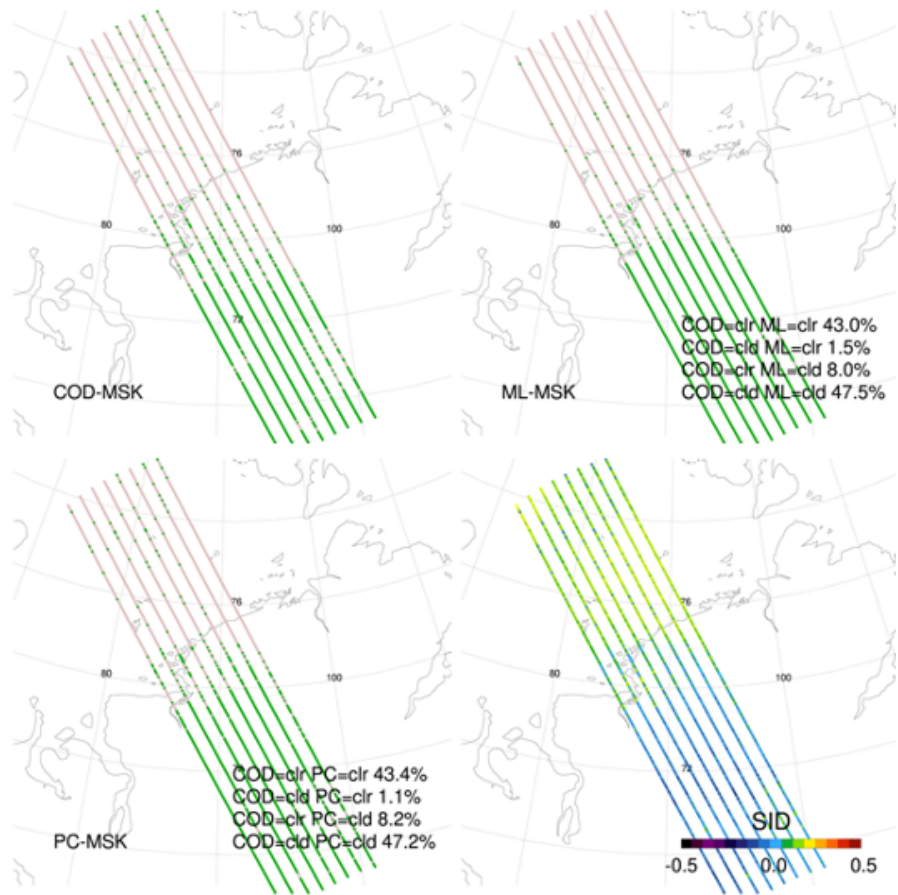 76
80
100
72
COD-MSK
76
80
100
COD=clr ML=clr 43.0%
COD=cld ML=clr 1.5%
COD=clr ML=cld 8.0%
COD=cld ML=cld 47.5%
ML-MSK
76
80
100
COD=clr PC=clr 43.4%
COD=cld PC=clr 1.1%
COD=clr PC=cld 8.2%
COD=cld PC=cld 47.2%
PC-MSK
76
80
100
72
SID
-0.5 0.0 0.5